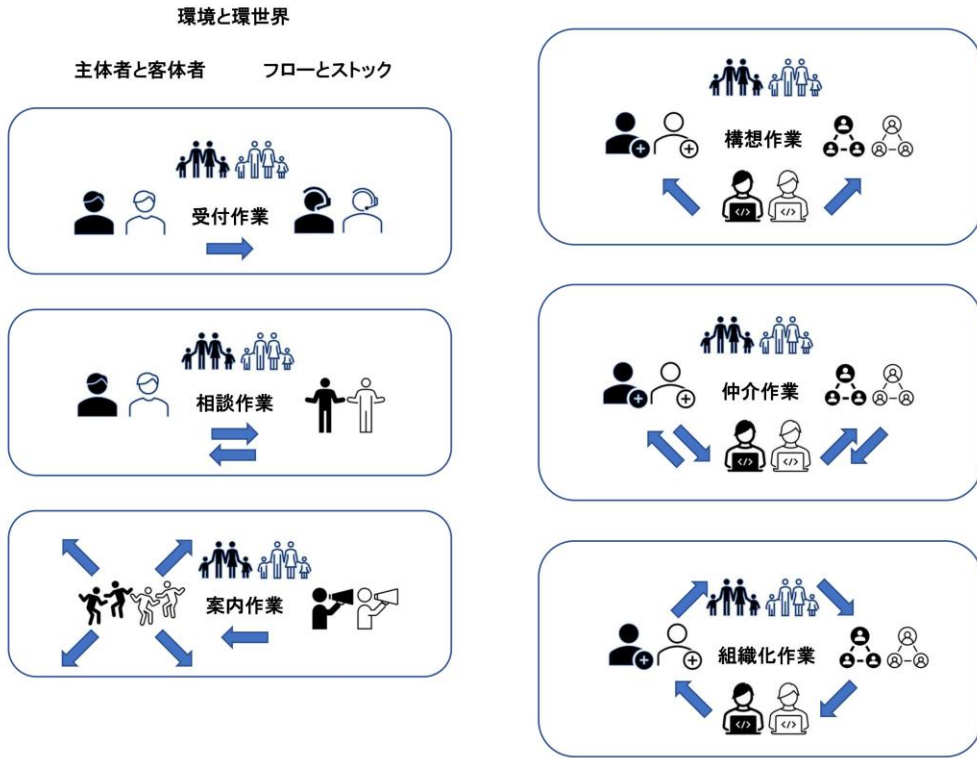 環境と環世界
主体者と客体者
フローとストック
受付作業
相談作業
案内作業
構想作業
</>
</>
仲介作業
</>
</>
組織化作業
</>
</>